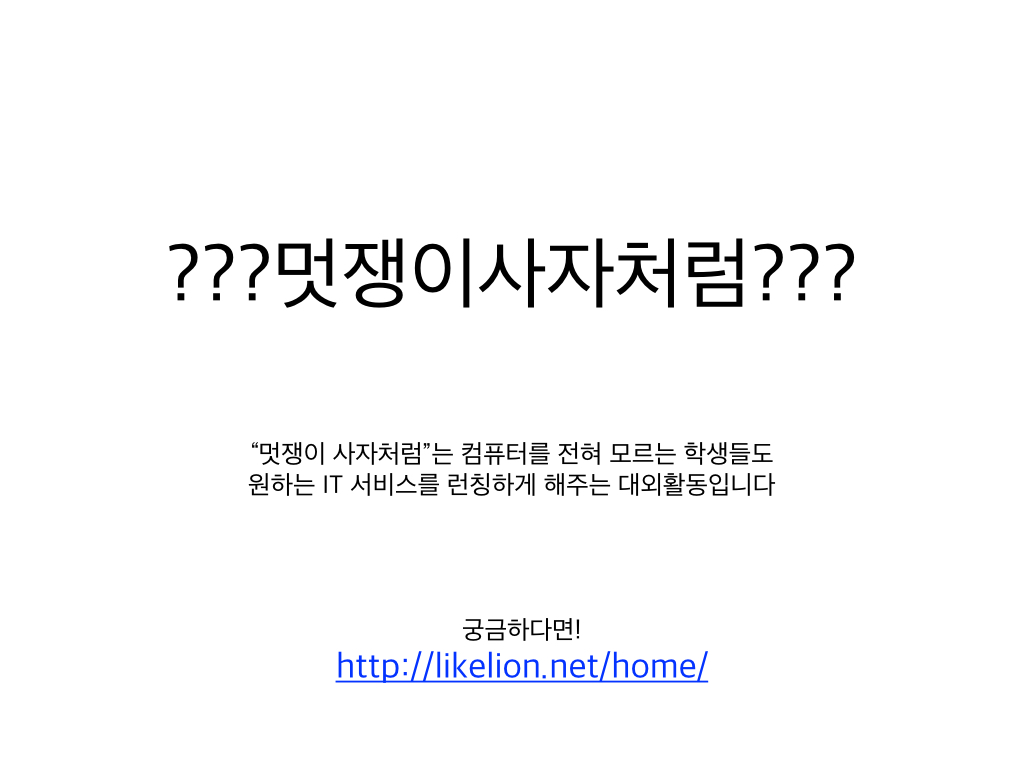 ???멋쟁이사자처럼???
“멋쟁이 사자처럼”는 컴퓨터를 전혀 모르는 학생들도
원하는 IT 서비스를 런칭하게 해주는 대외활동입니다
궁금하다면!
http://likelion.net/home/